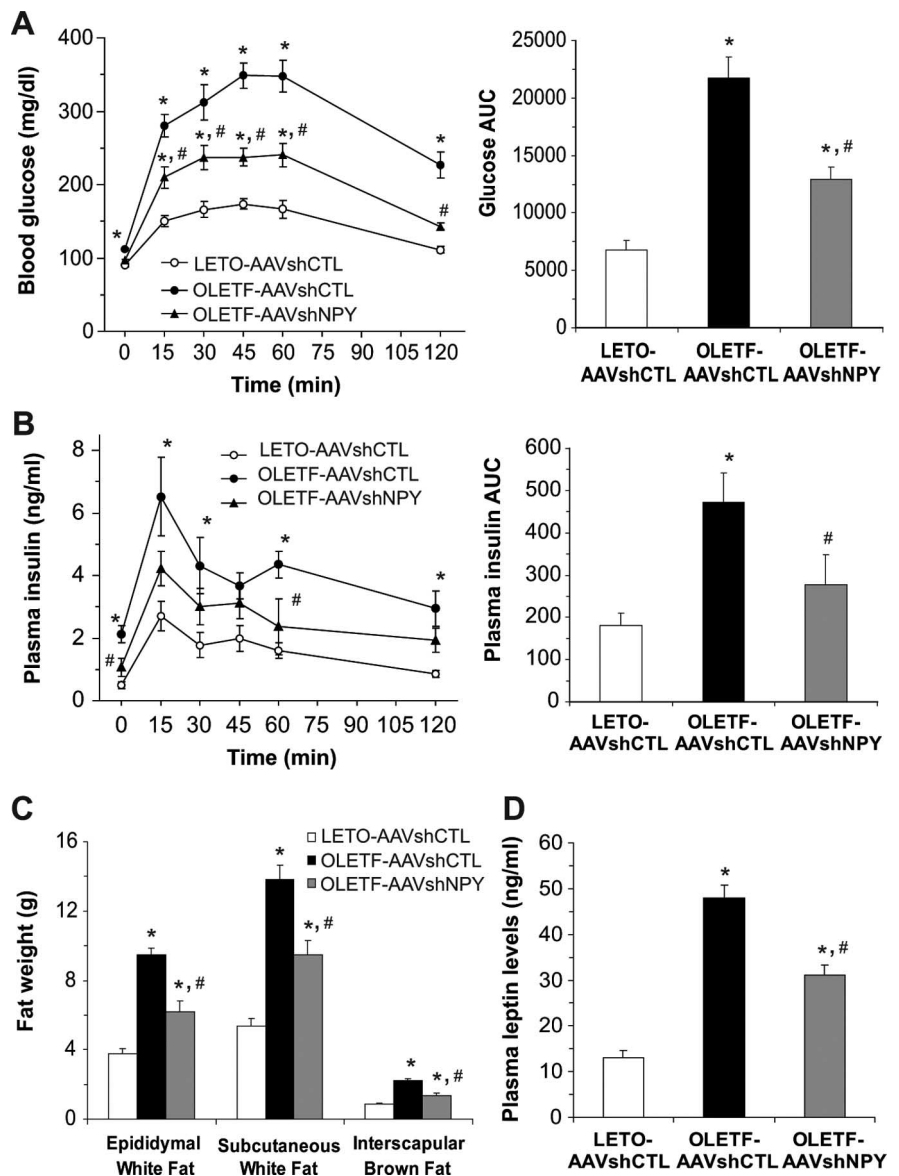 A
Blood glucose (mg/dl)
400
300
200
100
0
*
*
*
*
*
*
*, #
*, #
*, #
*, #
#
LETO-AAVshCTL
OLETF-AAVshCTL
OLETF-AAVshNPY
0 15 30 45 60 75 90 105 120
Time (min)
Glucose AUC
25000
20000
15000
10000
5000
0
*
*, #
LETO-
AAVshCTL
OLETF-
AAVshCTL
OLETF-
AAVshNPY
B
Plasma insulin (ng/ml)
8
6
4
2
0
*
*
*
*
*
#
#
LETO-AAVshCTL
OLETF-AAVshCTL
OLETF-AAVshNPY
0 15 30 45 60 75 90 105 120
Time (min)
Plasma insulin AUC
600
500
400
300
200
100
0
*
#
LETO-
AAVshCTL
OLETF-
AAVshCTL
OLETF-
AAVshNPY
C
Fat weight (g)
16
12
8
4
0
LETO-AAVshCTL
OLETF-AAVshCTL
OLETF-AAVshNPY
*
*, #
*
*, #
*
*, #
Epididymal
White Fat
Subcutaneous
White Fat
Interscapular
Brown Fat
D
Plasma leptin levels (ng/ml)
60
50
40
30
20
10
0
*
*, #
LETO-
AAVshCTL
OLETF-
AAVshCTL
OLETF-
AAVshNPY